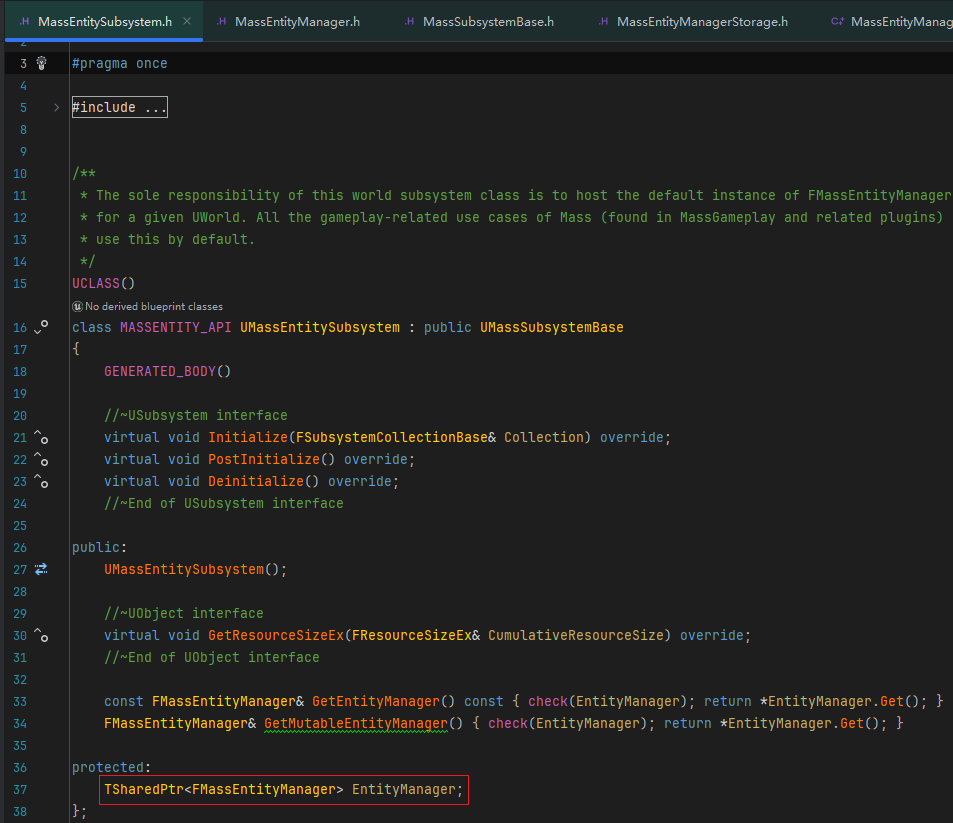 .H MassEntitySubsystem.h × .H MassEntityManager.h .H MassSubsystemBase.h .H MassEntityManagerStorage.h C+ MassEntityManag
2
3 #pragma once
4
5 > #include ...
8
9
10 /**
11 * The sole responsibility of this world subsystem class is to host the default instance of FMassEntityManager
12 * for a given UWorld. All the gameplay-related use cases of Mass (found in MassGameplay and related plugins)
13 * use this by default.
14 */
15 UCLASS()
No derived blueprint classes
16 class MASSENTITY_API UMassEntitySubsystem : public UMassSubsystemBase
17 {
18 GENERATED_BODY()
19
20 //~USubsystem interface
21 virtual void Initialize(FSubsystemCollectionBase& Collection) override;
22 virtual void PostInitialize() override;
23 virtual void Deinitialize() override;
24 //~End of USubsystem interface
25
26 public:
27 UMassEntitySubsystem();
28
29 //~UObject interface
30 virtual void GetResourceSizeEx(FResourceSizeEx& CumulativeResourceSize) override;
31 //~End of UObject interface
32
33 const FMassEntityManager& GetEntityManager() const { check(EntityManager); return *EntityManager.Get(); }
34 FMassEntityManager& GetMutableEntityManager() { check(EntityManager); return *EntityManager.Get(); }
35
36 protected:
37 TSharedPtr<FMassEntityManager> EntityManager;
38 };